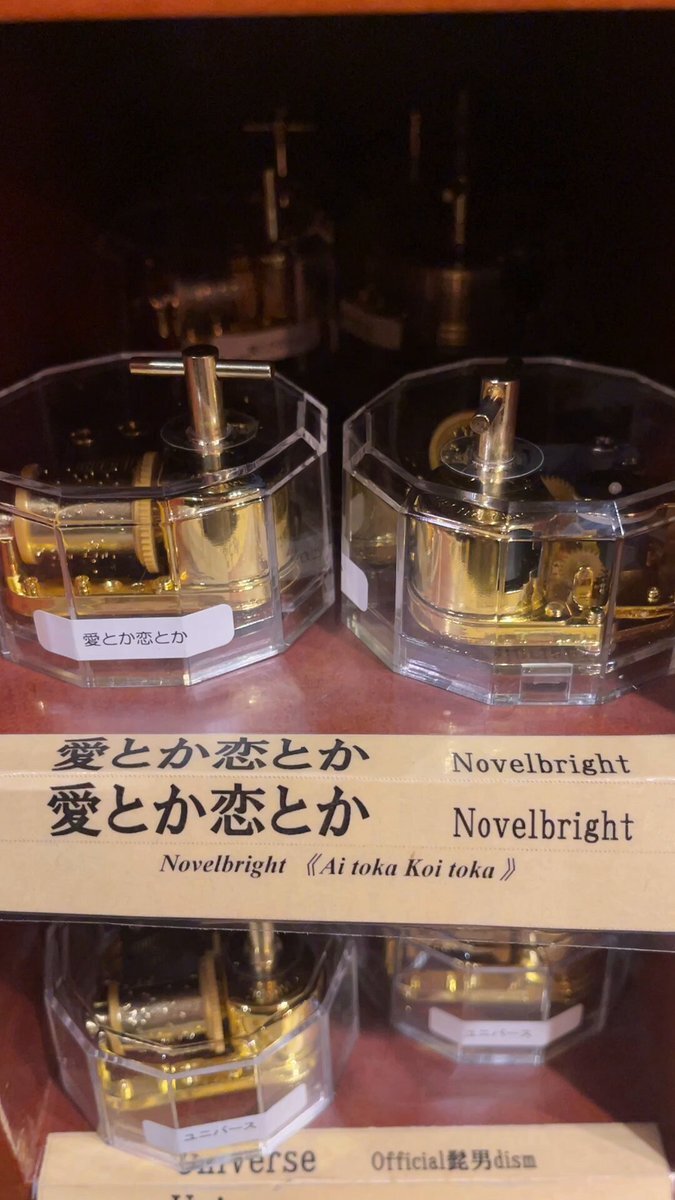 愛とか恋とか
愛とか恋とか Novelbright
愛とか恋とか Novelbright
Novelbright 《Ai toka Koi toka》
ユニバース
ユニバース
Universe Official髭男dism